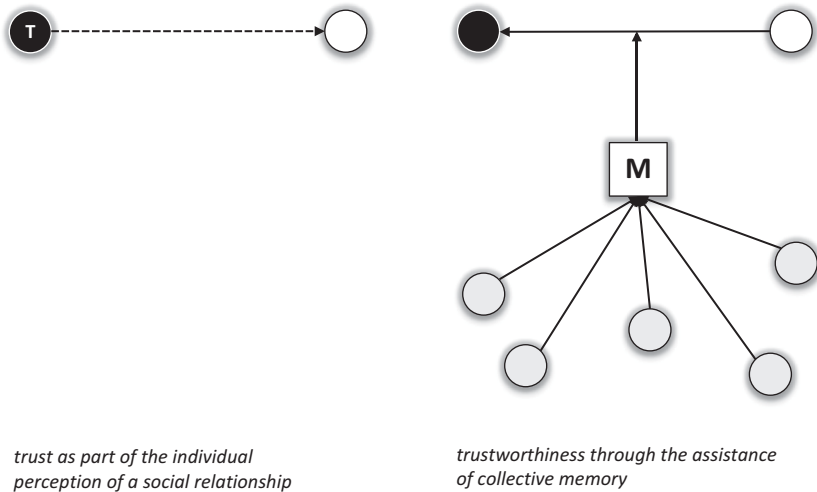 T
M
trust as part of the individual
perception of a social relationship
trustworthiness through the assistance
of collective memory